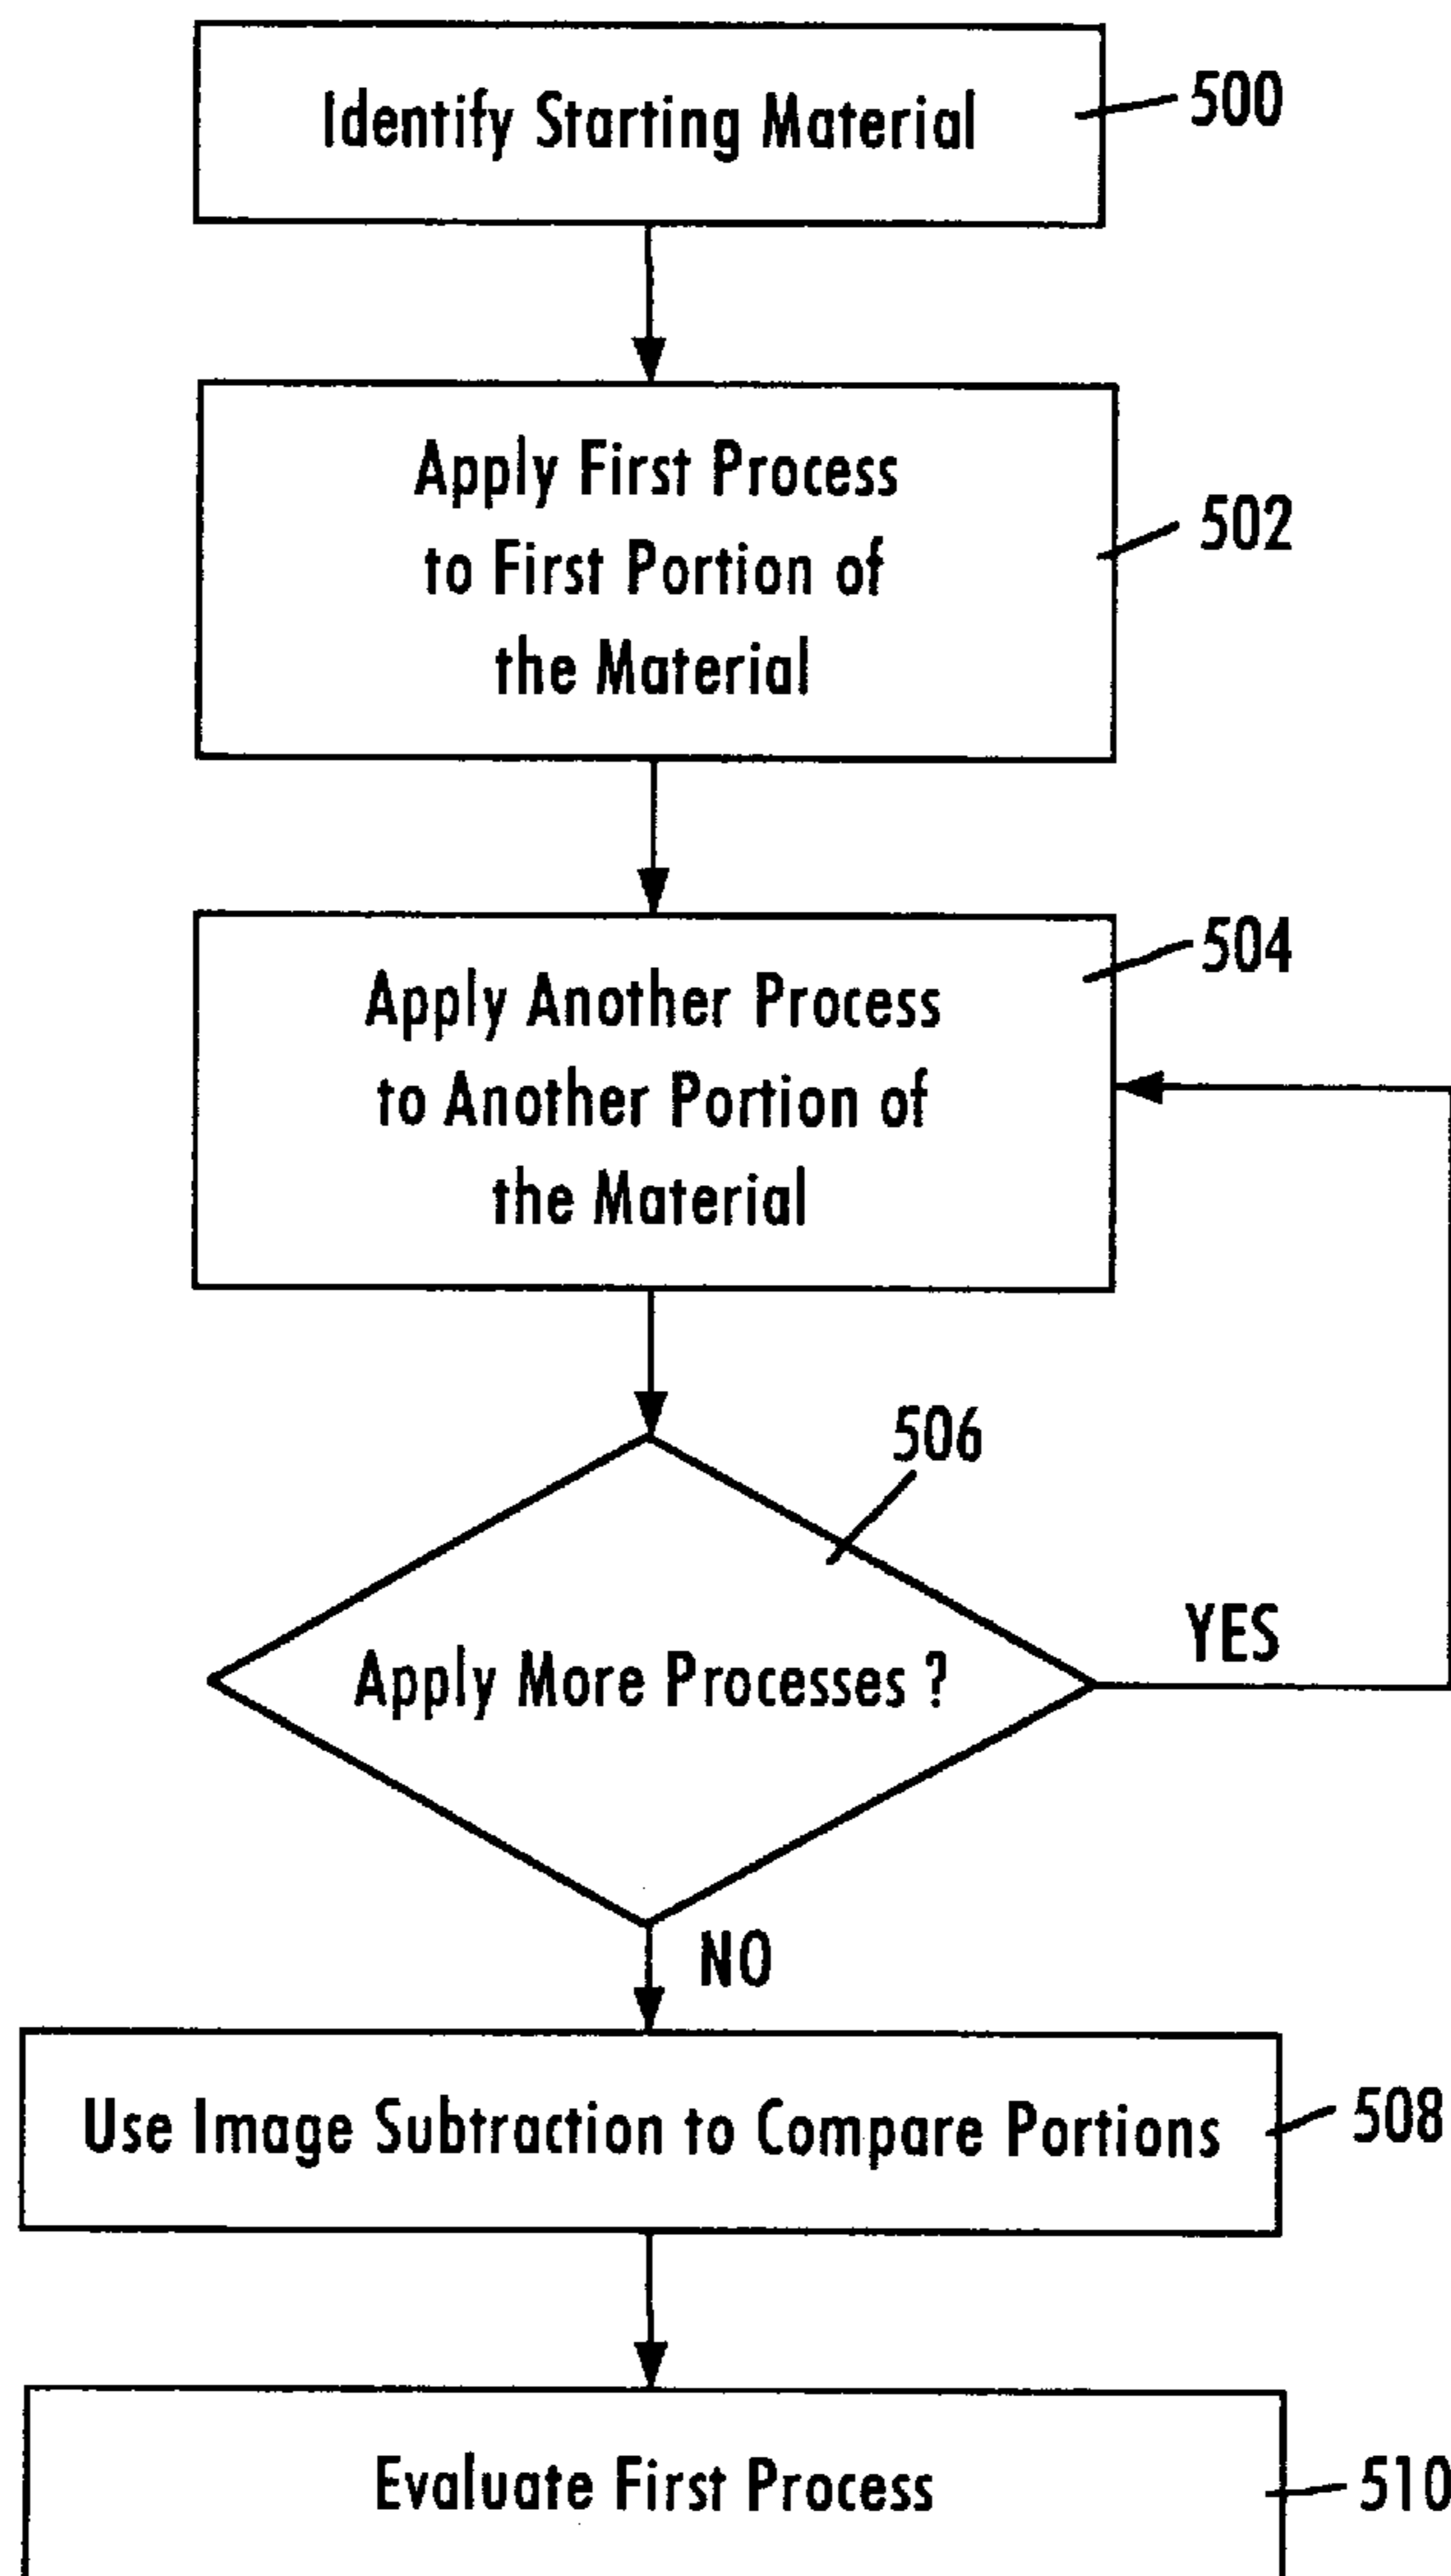 Identify Starting Material
500
Apply First Process
to First Portion of
the Material
502
504
Apply Another Process
to Another Portion of
the Material
506
Apply More Processes ?
YES
NO
Use Image Subtraction to Compare Portions
508
Evaluate First Process
510